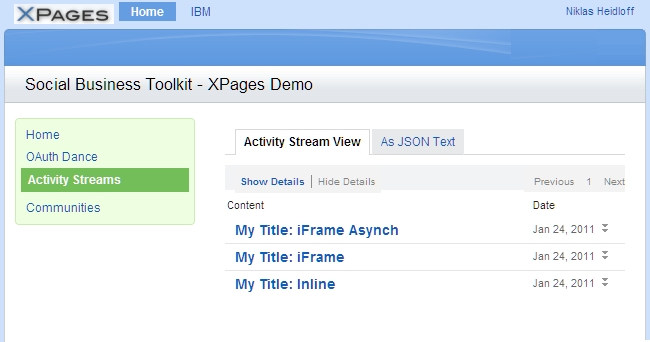 XPAGES Home IBM Niklas Heidloff
Social Business Toolkit - XPages Demo
Home
OAuth Dance
Activity Streams
Communities
Activity Stream View As JSON Text
Show Details | Hide Details Previous 1 Next
Content Date
My Title: iFrame Asynch Jan 24, 2011
My Title: iFrame Jan 24, 2011
My Title: Inline Jan 24, 2011